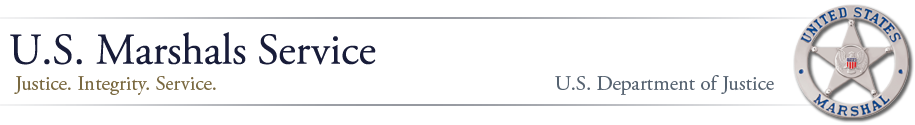 U.S. Marshals Service
Justice. Integrity. Service.
U.S. Department of Justice
UNITED STATES
MARSHAL